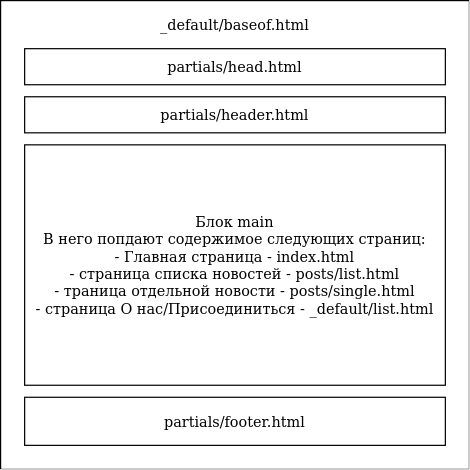 _default/baseof.html
partials/head.html
partials/header.html
Блок main
В него попдают содержимое следующих страниц:
- Главная страница - index.html
- страница списка новостей - posts/list.html
- траница отдельной новости - posts/single.html
- страница О нас/Присоединиться - _default/list.html
partials/footer.html